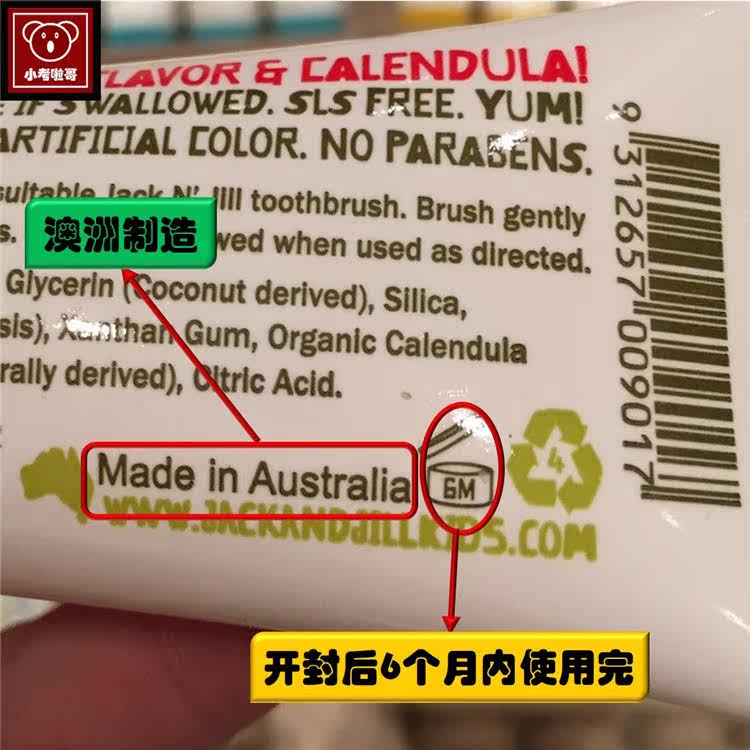 小考啦哥
FLAVOR & CALENDULA!
IF SWALLOWED. SLS FREE. YUM!
ARTIFICIAL COLOR. NO PARABENS.
suitable Jack N' Jill toothbrush. Brush gently
s. wed when used as directed.
澳洲制造
Glycerin (Coconut derived), Silica,
sis), Xanthan Gum, Organic Calendula
rally derived), Citric Acid.
Made in Australia
6M
4
WWW.JACKANDJILLKIDS.COM
9 312657 009017
开封后6个月内使用完